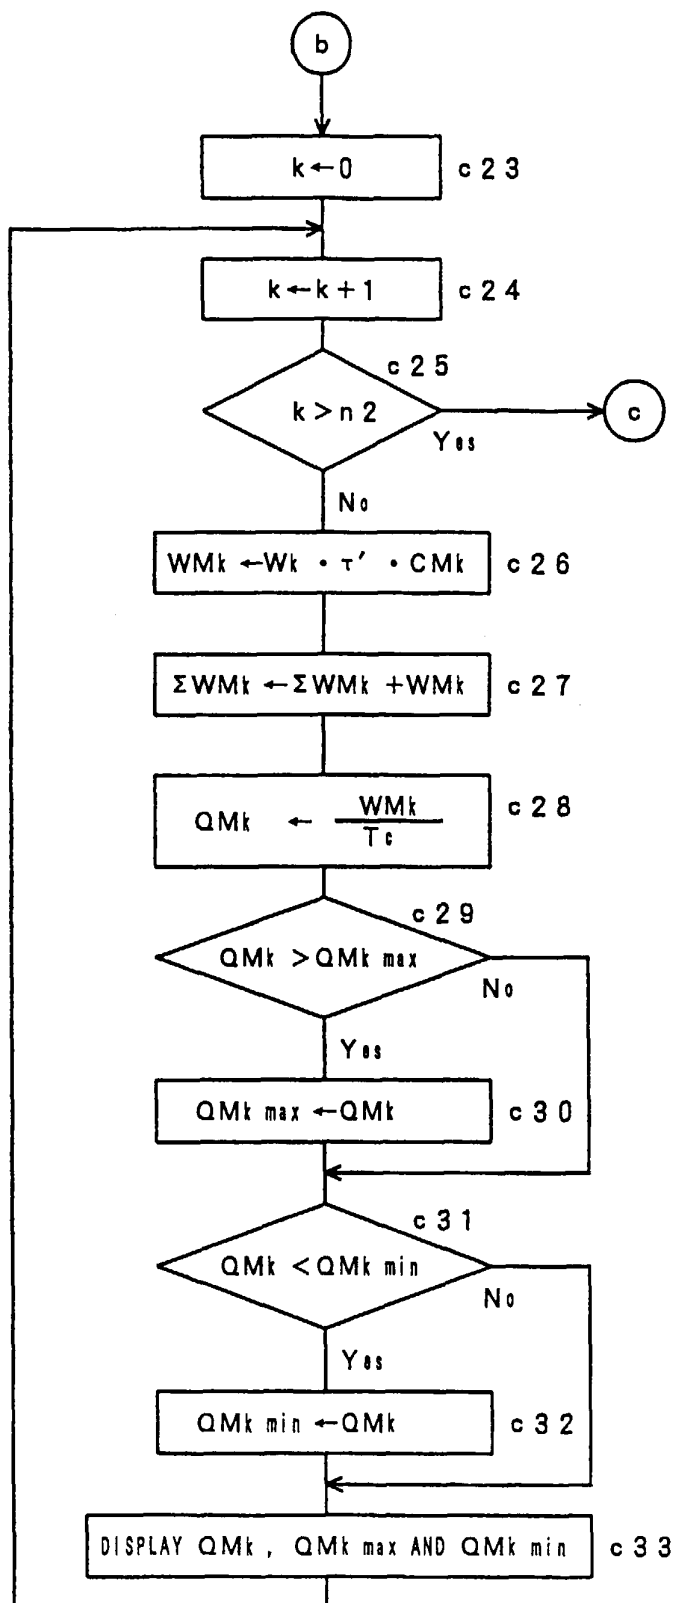 b
k←0 c23
k←k+1 c24
c25
k>n2 c
Yes
No
WMk←Wk・τ′・CMk c26
ΣWMk←ΣWMk+WMk c27
QMk ← WMk/Tc c28
c29
QMk>QMk max
No
Yes
QMk max←QMk c30
c31
QMk<QMk min
No
Yes
QMk min←QMk c32
DISPLAY QMk, QMk max AND QMk min c33